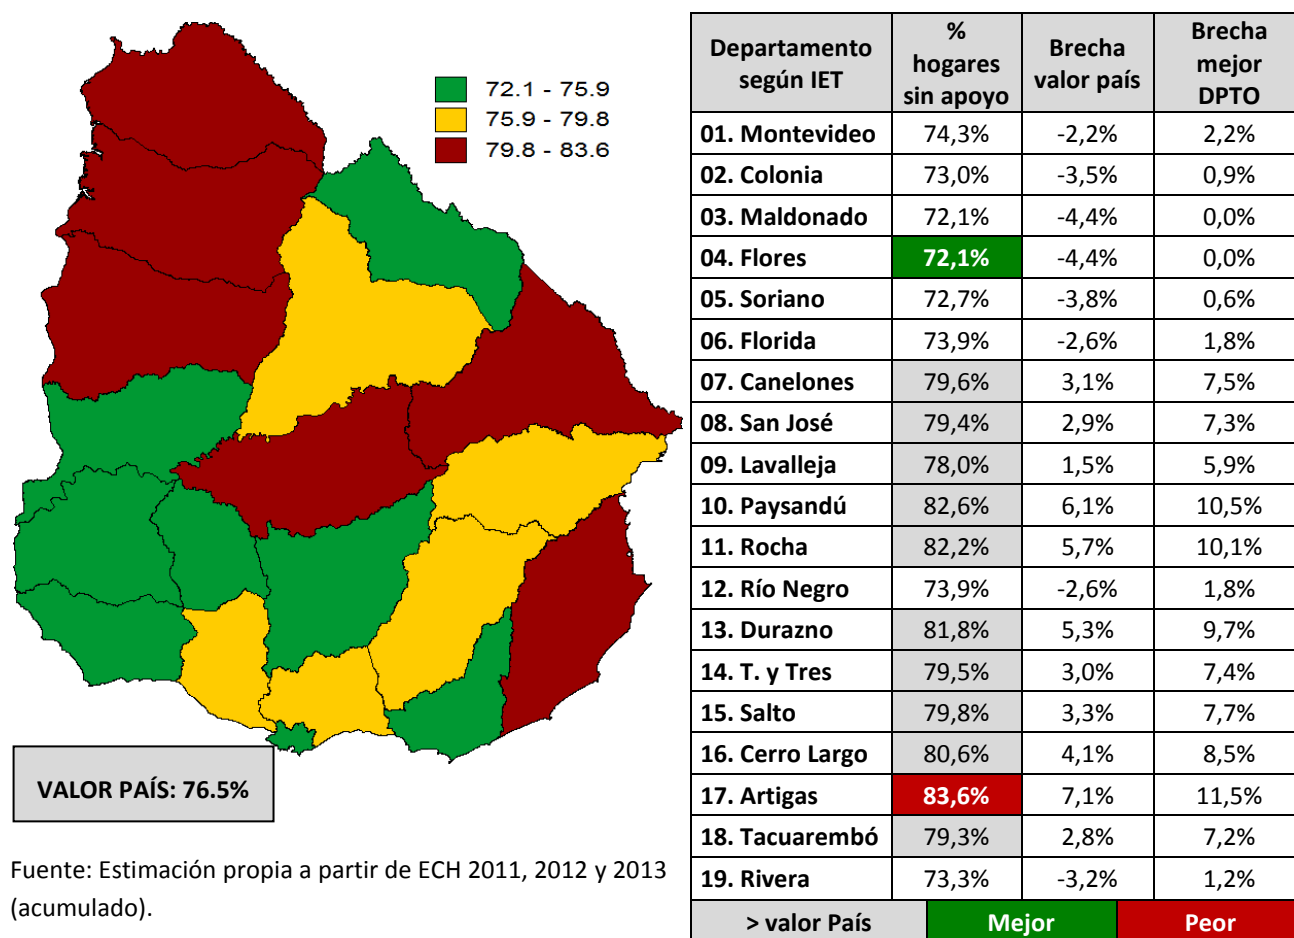 72.1 - 75.9
75.9 - 79.8
79.8 - 83.6
VALOR PAÍS: 76.5%
Fuente: Estimación propia a partir de ECH 2011, 2012 y 2013
(acumulado).
Departamento según IET % hogares sin apoyo Brecha valor país Brecha mejor DPTO
01. Montevideo 74,3% -2,2% 2,2%
02. Colonia 73,0% -3,5% 0,9%
03. Maldonado 72,1% -4,4% 0,0%
04. Flores 72,1% -4,4% 0,0%
05. Soriano 72,7% -3,8% 0,6%
06. Florida 73,9% -2,6% 1,8%
07. Canelones 79,6% 3,1% 7,5%
08. San José 79,4% 2,9% 7,3%
09. Lavalleja 78,0% 1,5% 5,9%
10. Paysandú 82,6% 6,1% 10,5%
11. Rocha 82,2% 5,7% 10,1%
12. Río Negro 73,9% -2,6% 1,8%
13. Durazno 81,8% 5,3% 9,7%
14. T. y Tres 79,5% 3,0% 7,4%
15. Salto 79,8% 3,3% 7,7%
16. Cerro Largo 80,6% 4,1% 8,5%
17. Artigas 83,6% 7,1% 11,5%
18. Tacuarembó 79,3% 2,8% 7,2%
19. Rivera 73,3% -3,2% 1,2%
> valor País Mejor Peor